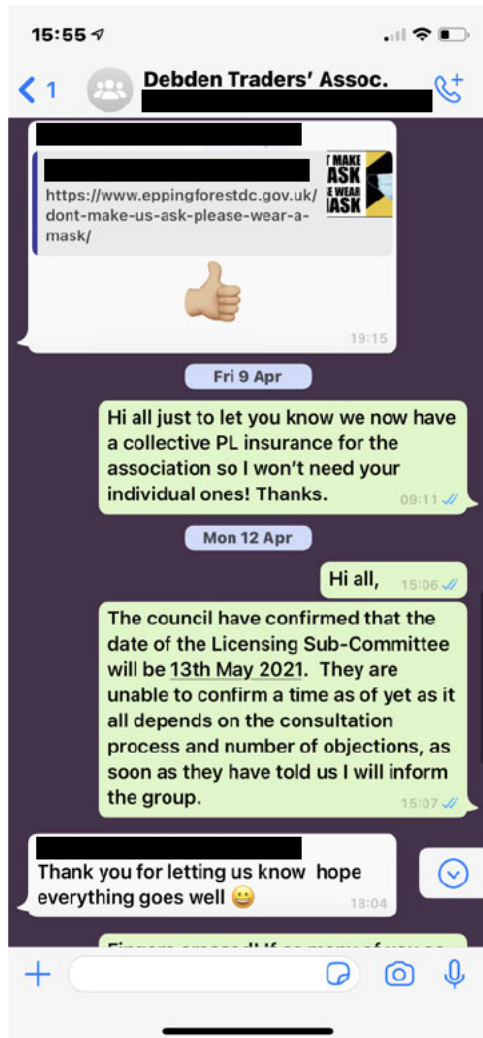 15:55
1
Debden Traders' Assoc.
T MAKE
ASK
E WEAR
MASK
https://www.eppingforestdc.gov.uk/
dont-make-us-ask-please-wear-a-
mask/
19:15
Fri 9 Apr
Hi all just to let you know we now have
a collective PL insurance for the
association so I won't need your
individual ones! Thanks.
09:11
Mon 12 Apr
Hi all,
15:06
The council have confirmed that the
date of the Licensing Sub-Committee
will be 13th May 2021. They are
unable to confirm a time as of yet as it
all depends on the consultation
process and number of objections, as
soon as they have told us I will inform
the group.
15:07
Thank you for letting us know hope
everything goes well 😀
18:04